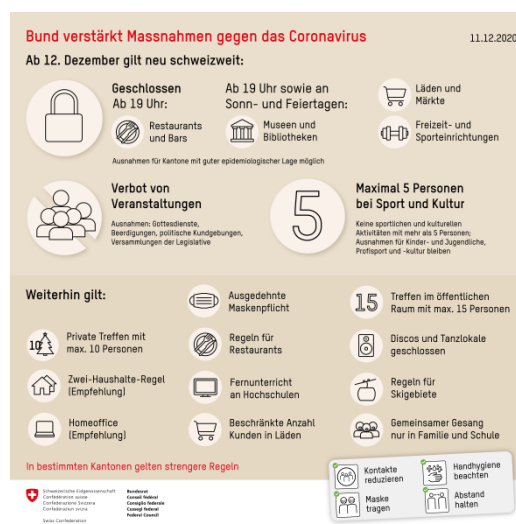 Bund verstärkt Massnahmen gegen das Coronavirus
11.12.2020
Ab 12. Dezember gilt neu schweizweit:
Geschlossen
Ab 19 Uhr:
Restaurants
und Bars
Ab 19 Uhr sowie an
Sonn- und Feiertagen:
Museen und
Bibliotheken
Läden und
Märkte
Freizeit- und
Sporteinrichtungen
Ausnahmen für Kantone mit guter epidemiologischer Lage möglich
Verbot von
Veranstaltungen
Ausnahmen: Gottesdienste,
Beerdigungen, politische Kundgebungen,
Versammlungen der Legislative
5
Maximal 5 Personen
bei Sport und Kultur
Keine sportlichen und kulturellen
Aktivitäten mit mehr als 5 Personen;
Ausnahmen für Kinder- und Jugendliche,
Profisport und -kultur bleiben
Weiterhin gilt:
10
Private Treffen mit
max. 10 Personen
Zwei-Haushalte-Regel
(Empfehlung)
Homeoffice
(Empfehlung)
Ausgedehnte
Maskenpflicht
Regeln für
Restaurants
Fernunterricht
an Hochschulen
Beschränkte Anzahl
Kunden in Läden
15
Treffen im öffentlichen
Raum mit max. 15 Personen
Discos und Tanzlokale
geschlossen
Regeln für
Skigebiete
Gemeinsamer Gesang
nur in Familie und Schule
In bestimmten Kantonen gelten strengere Regeln
Kontakte
reduzieren
Handhygiene
beachten
Maske
tragen
Abstand
halten
Schweizerische Eidgenossenschaft
Confédération suisse
Confederazione Svizzera
Confederaziun svizra
Swiss Confederation
Bundesrat
Conseil fédéral
Consiglio federale
Cussegl federal
Federal Council